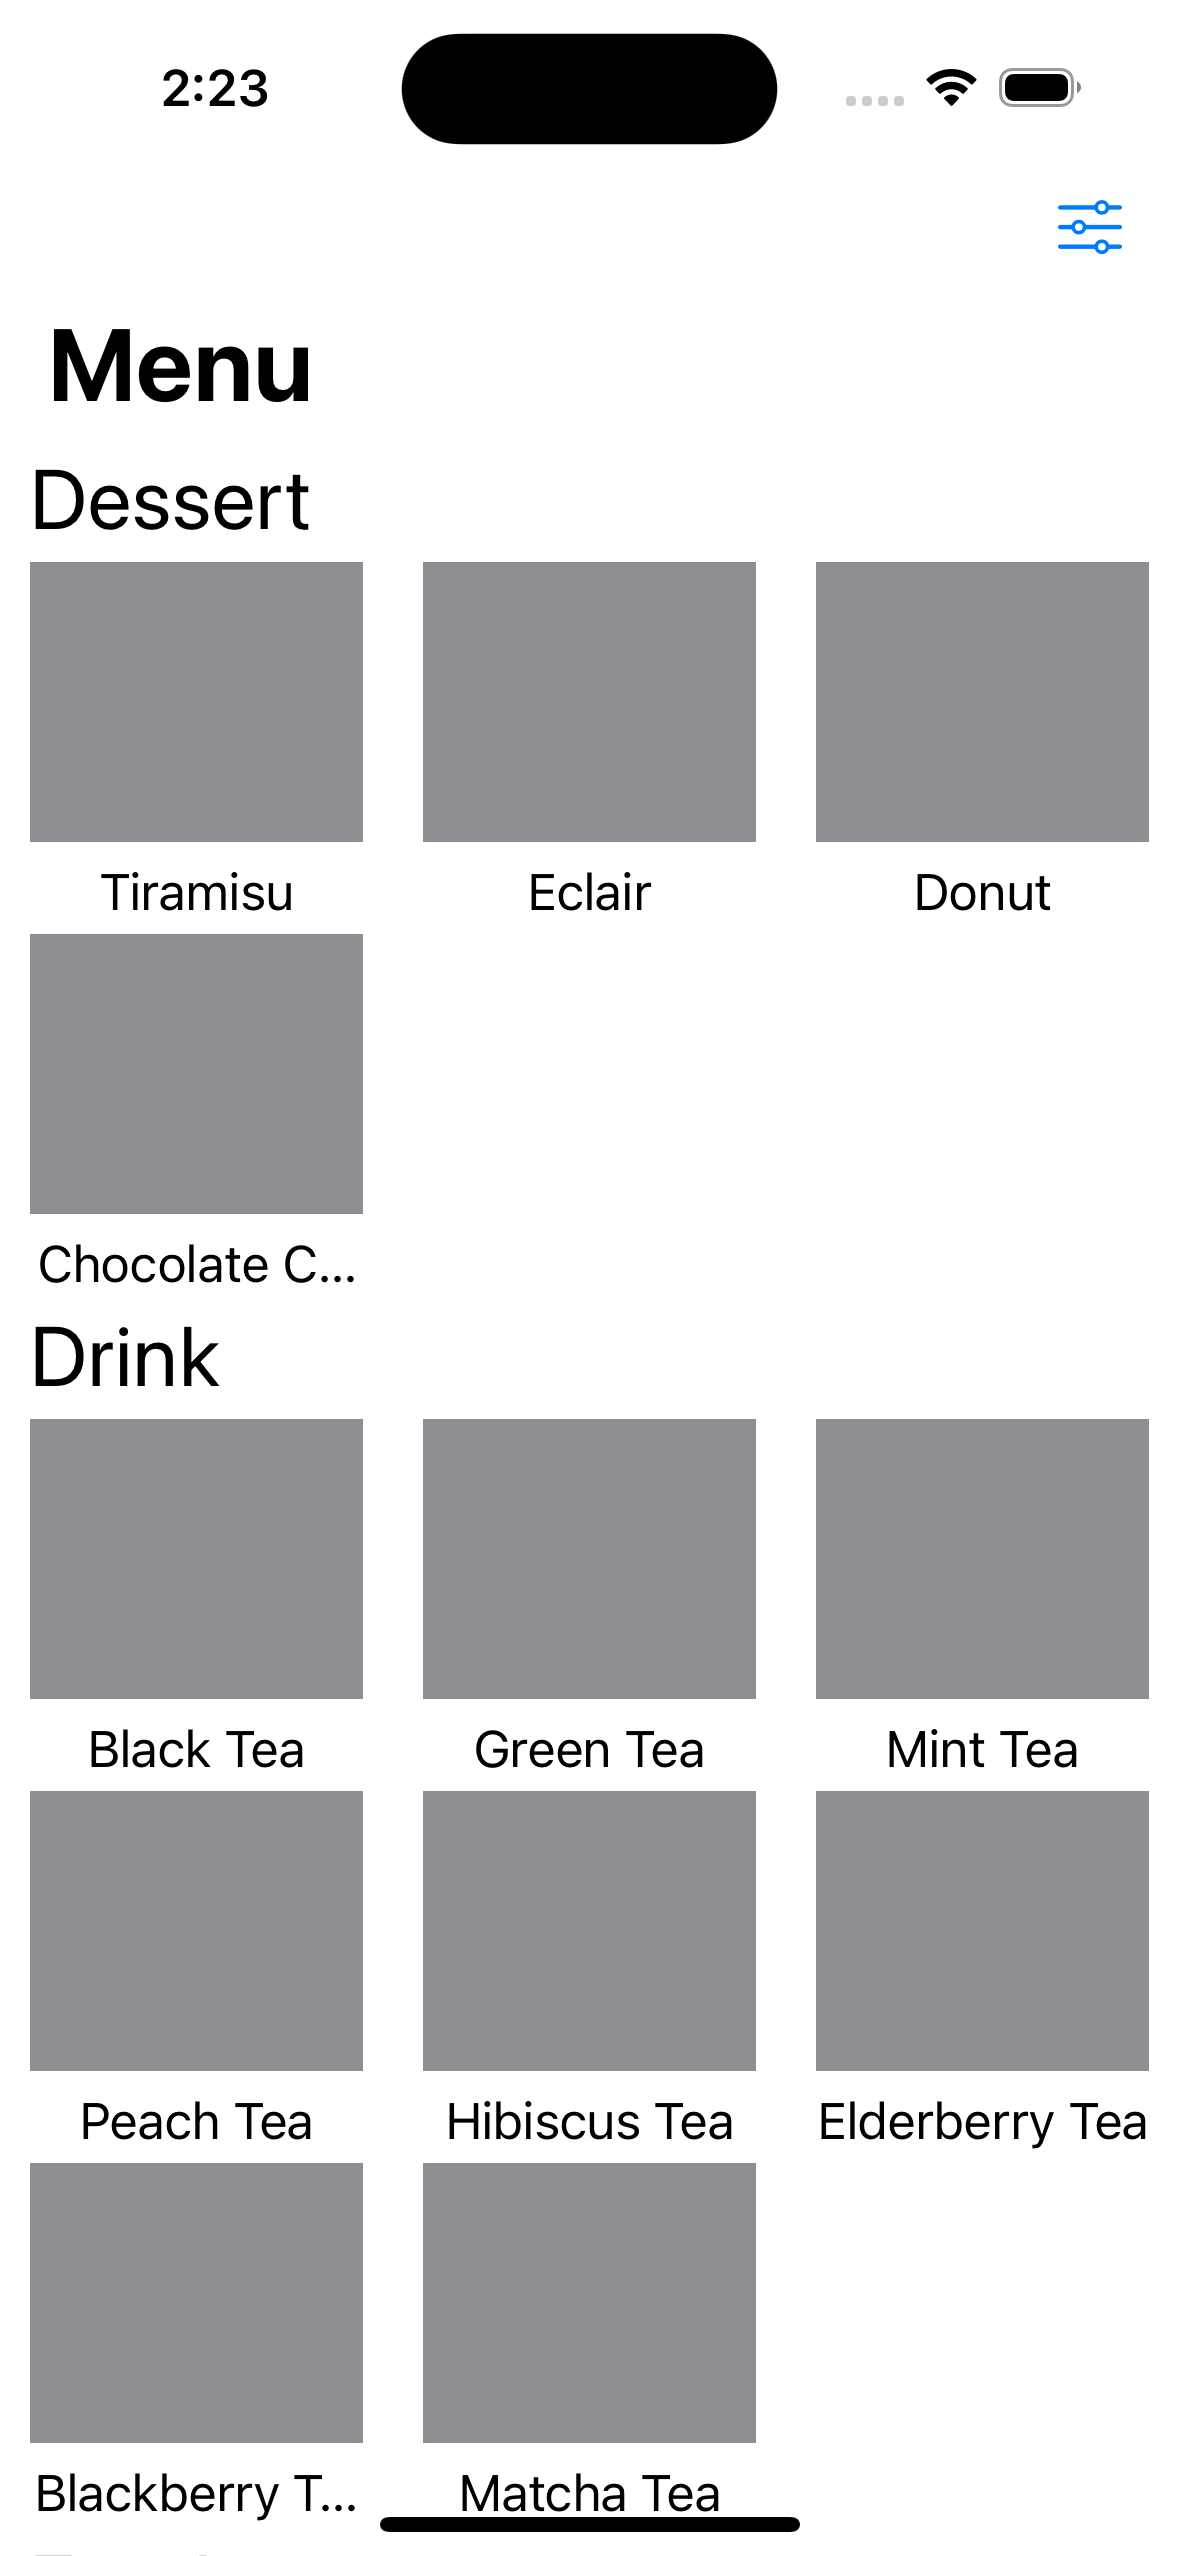 2:23
Menu
Dessert
Tiramisu Eclair Donut
Chocolate C...
Drink
Black Tea Green Tea Mint Tea
Peach Tea Hibiscus Tea Elderberry Tea
Blackberry T... Matcha Tea